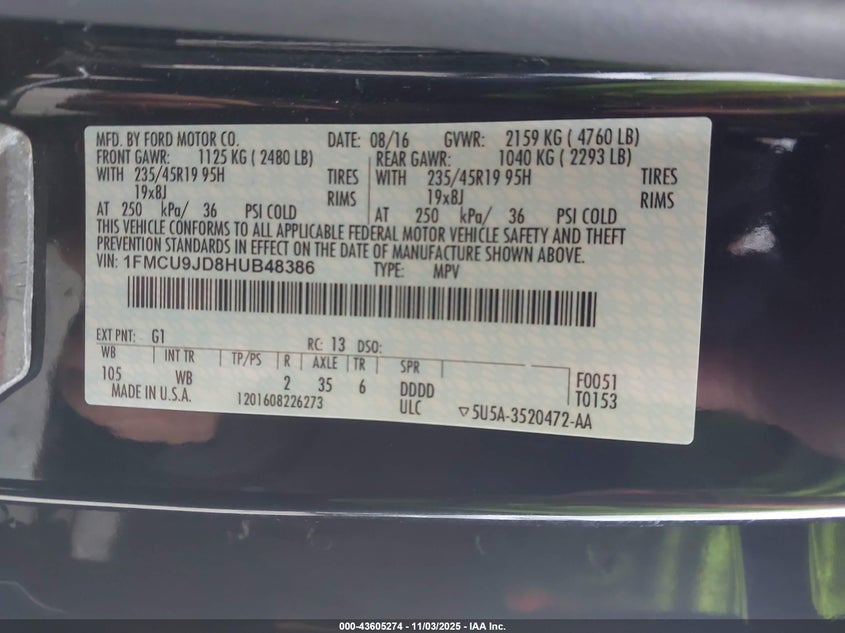 MFD. BY FORD MOTOR CO. DATE: 08/16 GVWR: 2159 KG ( 4760 LB)
FRONT GAWR: 1125 KG ( 2480 LB) REAR GAWR: 1040 KG ( 2293 LB)
WITH 235/45R19 95H TIRES WITH 235/45R19 95H TIRES
19x8J RIMS 19x8J RIMS
AT 250 kPa/ 36 PSI COLD AT 250 kPa/ 36 PSI COLD
THIS VEHICLE CONFORMS TO ALL APPLICABLE FEDERAL MOTOR VEHICLE SAFETY AND THEFT
PREVENTION STANDARDS IN EFFECT ON THE DATE OF MANUFACTURE SHOWN ABOVE.
VIN: 1FMCU9JD8HUB48386 TYPE: MPV
EXT PNT: G1 RC: 13 DSO:
WB INT TR TP/PS R AXLE TR SPR
105 WB 2 35 6 DDDD F0051
MADE IN U.S.A. 1201608226273 ULC ▽5U5A-3520472-AA T0153
000-43605274 - 11/03/2025 - IAA Inc.